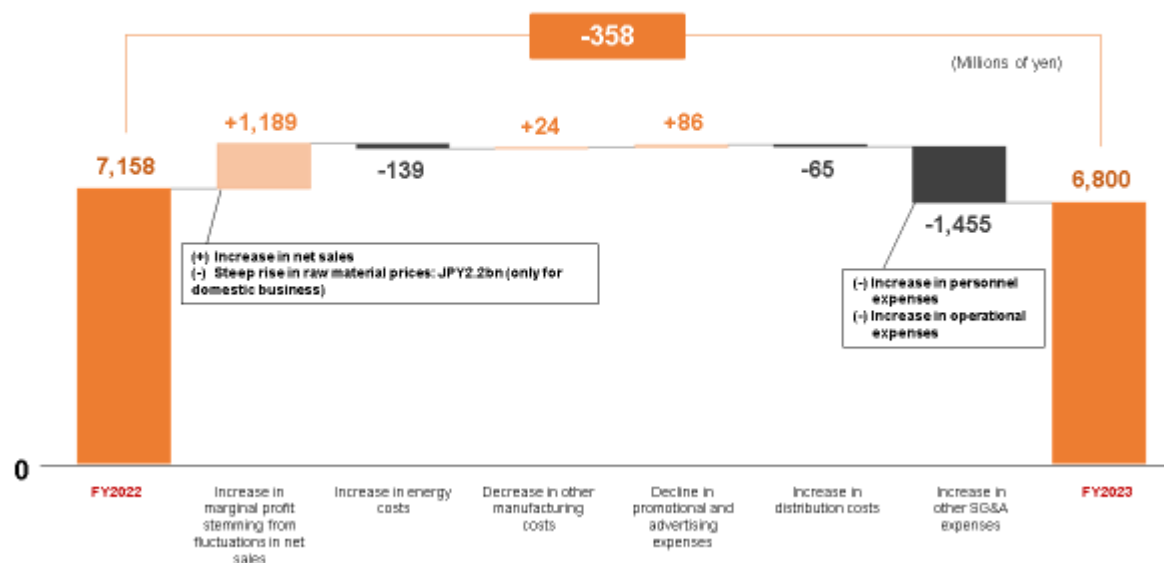 -358
(Millions of yen)
+1,189
+24
+86
7,158
-139
-65
6,800
-1,455
(+) Increase in net sales
(-) Steep rise in raw material prices: JPY2.2bn (only for
domestic business)
(-) Increase in personnel
expenses
(-) Increase in operational
expenses
0
FY2022
Increase in
marginal profit
stemming from
fluctuations in net
sales
Increase in energy
costs
Decrease in other
manufacturing
costs
Decline in
promotional and
advertising
expenses
Increase in
distribution costs
Increase in
other SG&A
expenses
FY2023